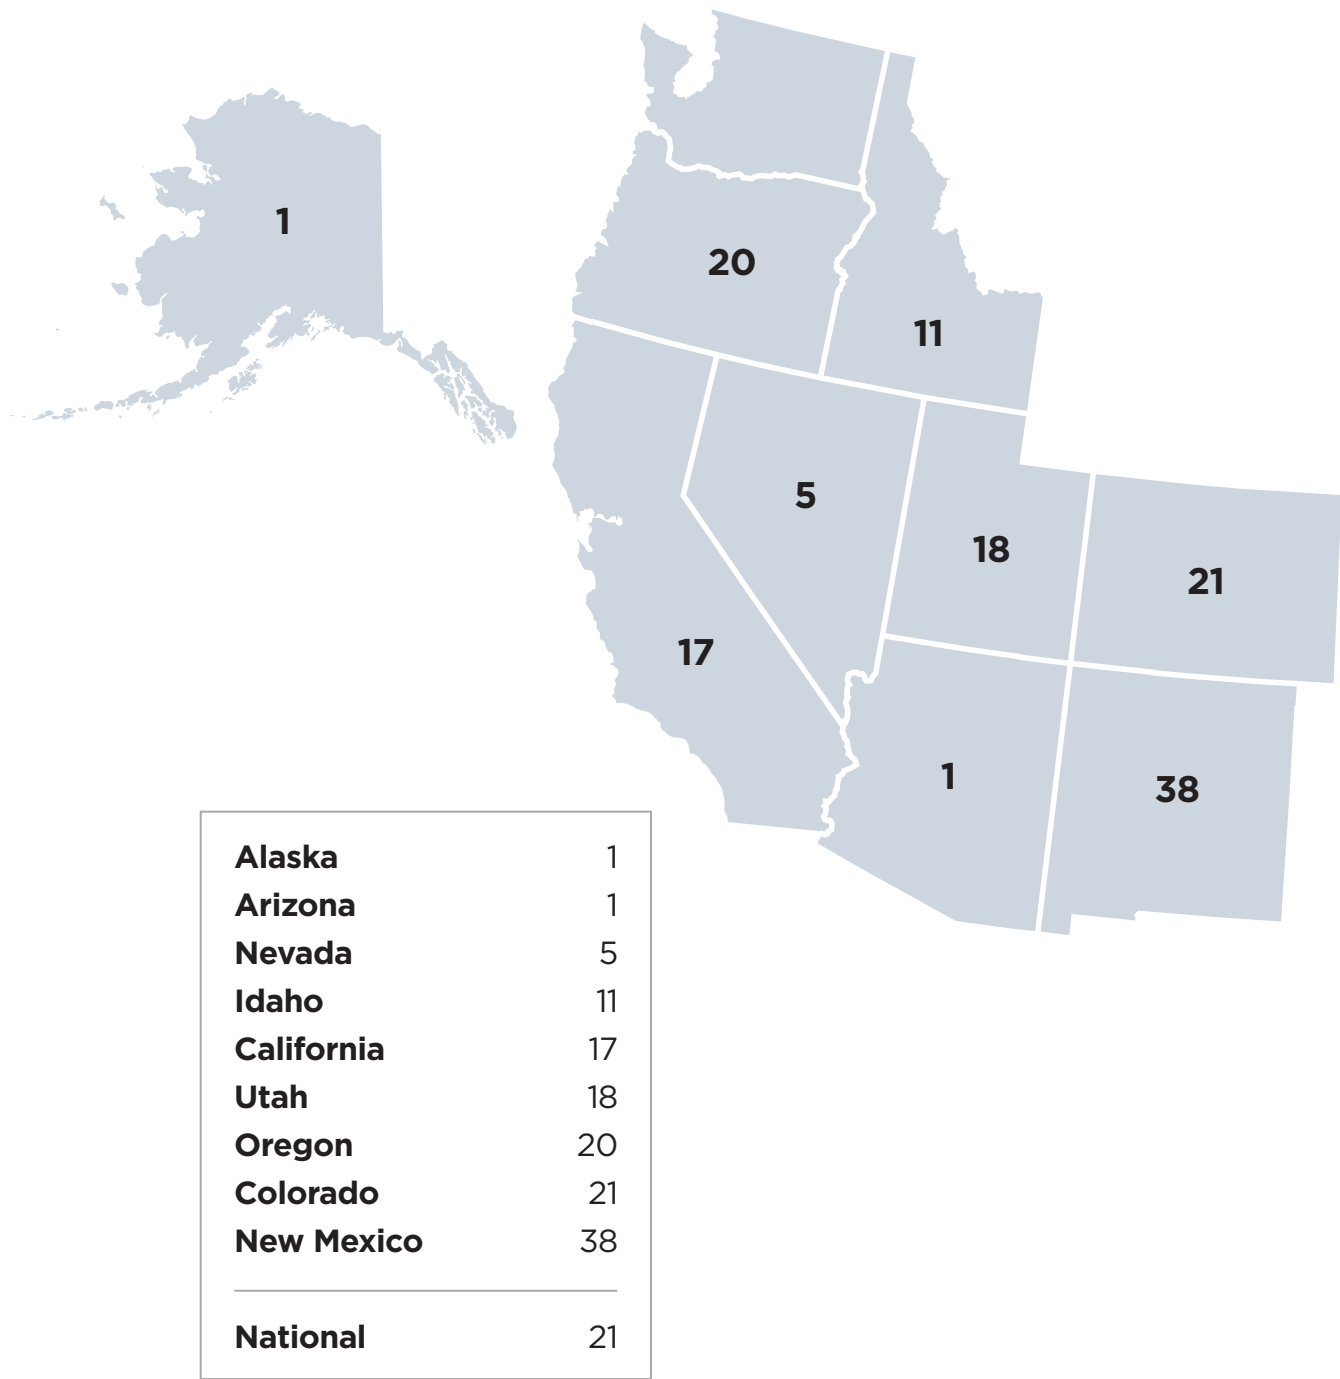 1
20
11
5
18
21
17
1
38
Alaska 1
Arizona 1
Nevada 5
Idaho 11
California 17
Utah 18
Oregon 20
Colorado 21
New Mexico 38
National 21